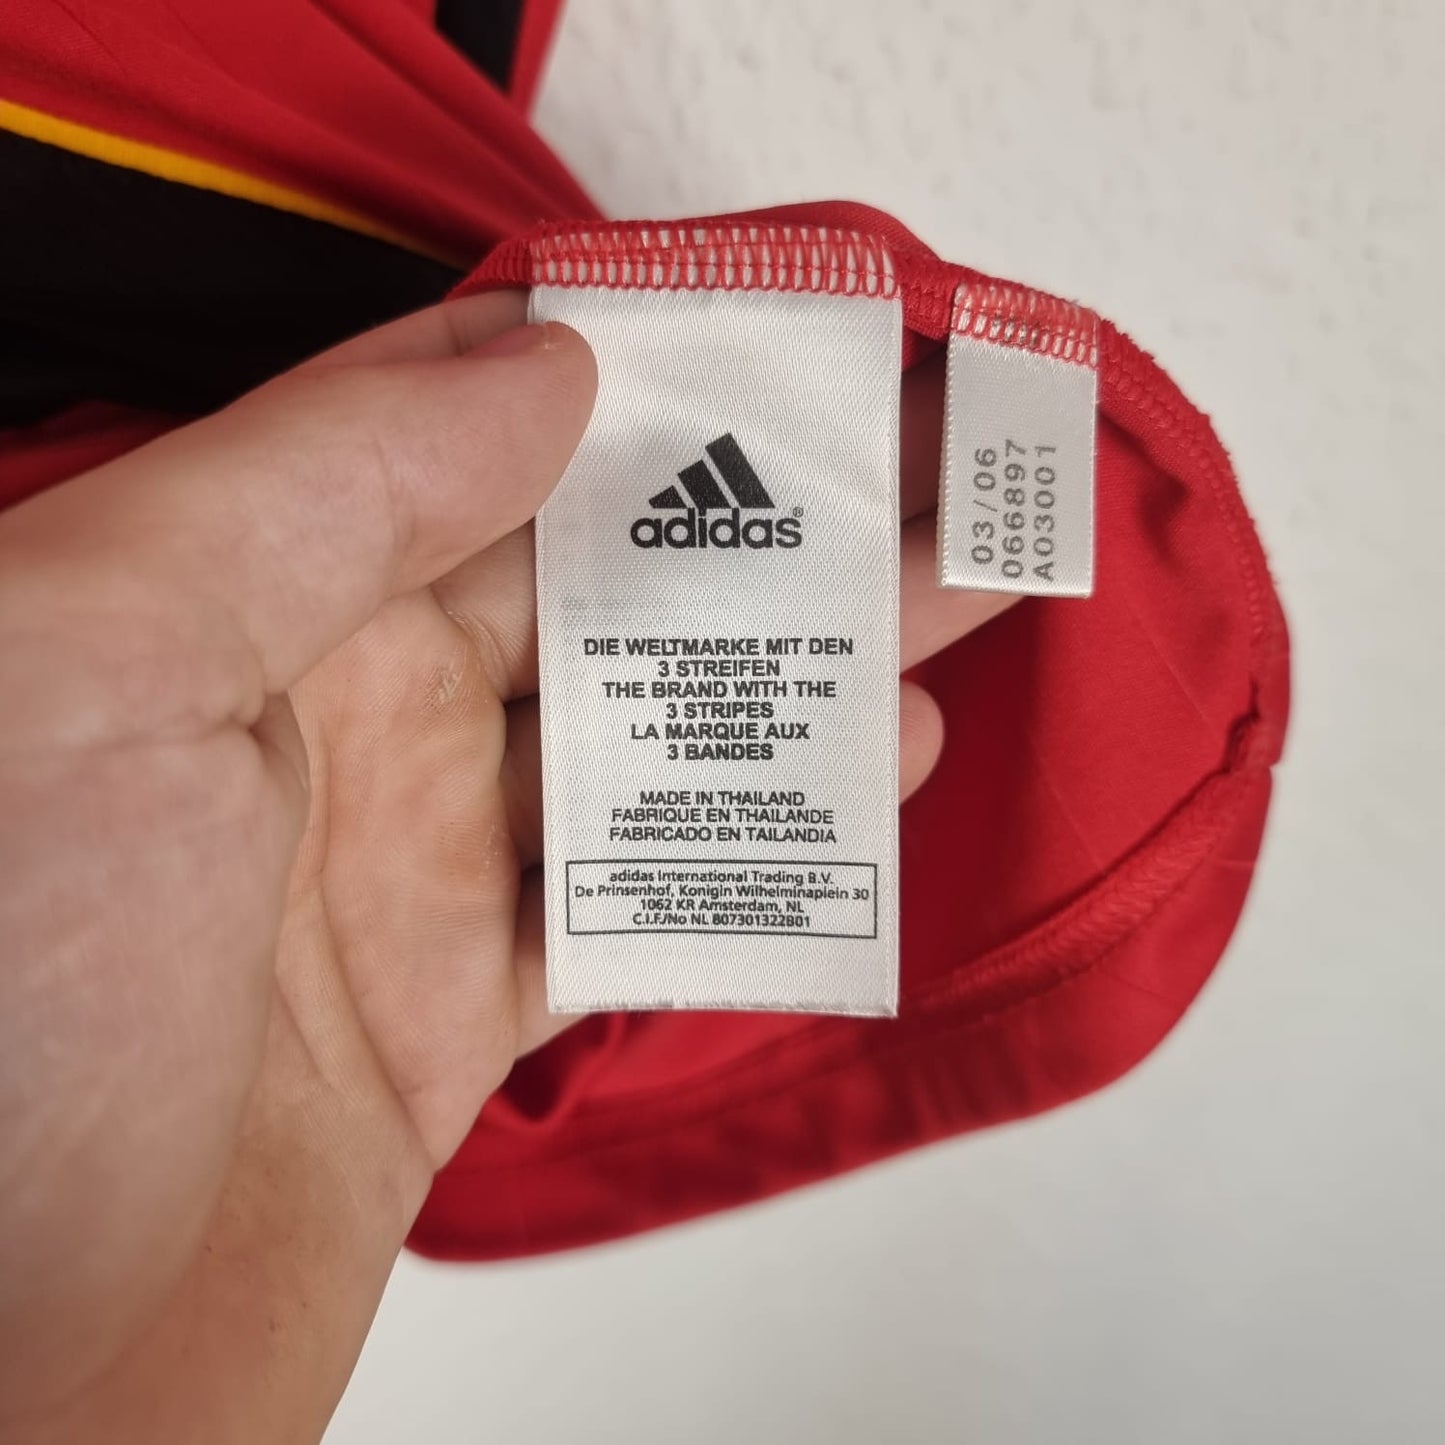 adidas®
DIE WELTMARKE MIT DEN
3 STREIFEN
THE BRAND WITH THE
3 STRIPES
LA MARQUE AUX
3 BANDES
MADE IN THAILAND
FABRIQUE EN THAILANDE
FABRICADO EN TAILANDIA
adidas International Trading B.V.
De Prinsenhof, Konigin Wilhelminaplein 30
1062 KR Amsterdam, NL
C.I.F./No NL 807301322B01
03/06
066897
A03001